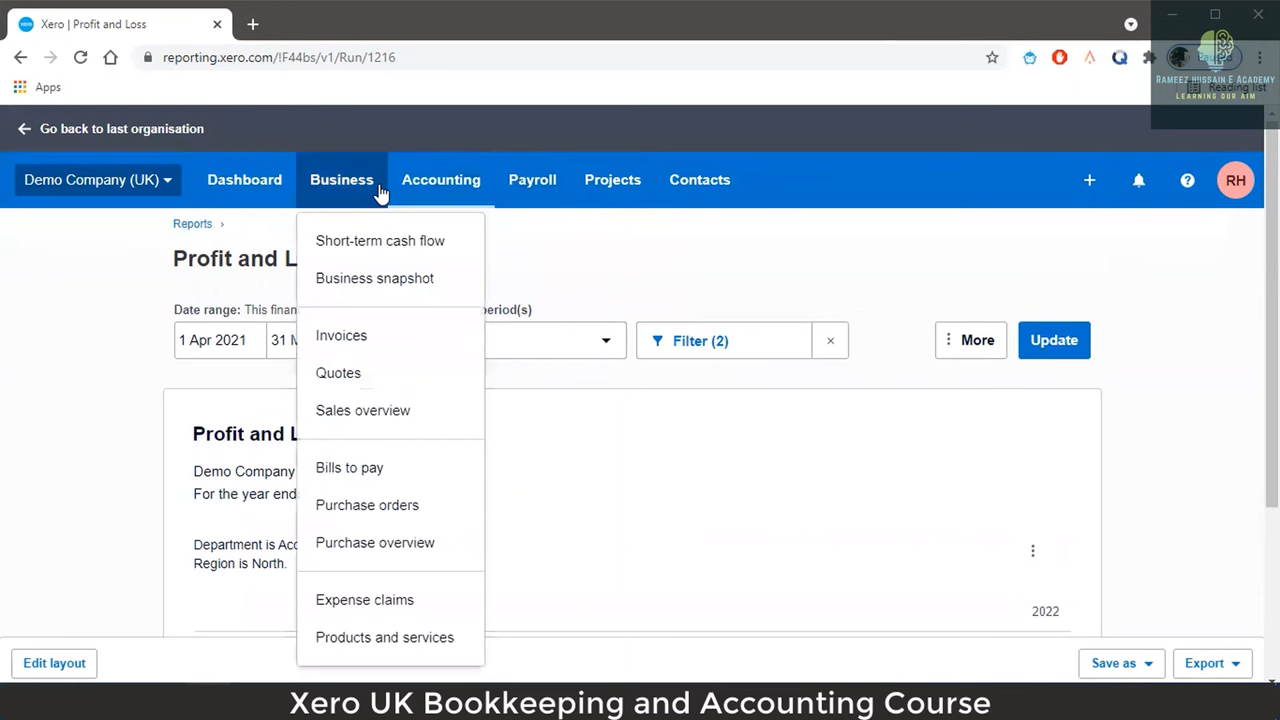 Xero | Profit and Loss
reporting.xero.com/!F44bs/v1/Run/1216
Apps
Reading list
RAMEEZ HUSSAIN E ACADEMY
LEARNING OUR AIM
Go back to last organisation
Demo Company (UK)
Dashboard
Business
Accounting
Payroll
Projects
Contacts
RH
Reports
Short-term cash flow
Business snapshot
Invoices
Quotes
Sales overview
Bills to pay
Purchase orders
Purchase overview
Expense claims
Products and services
Profit and L
Date range: This finan
period(s)
1 Apr 2021
31 M
Filter (2)
More
Update
Profit and Lo
Demo Company
For the year end
Department is Acc
Region is North.
2022
Edit layout
Save as
Export
Xero UK Bookkeeping and Accounting Course